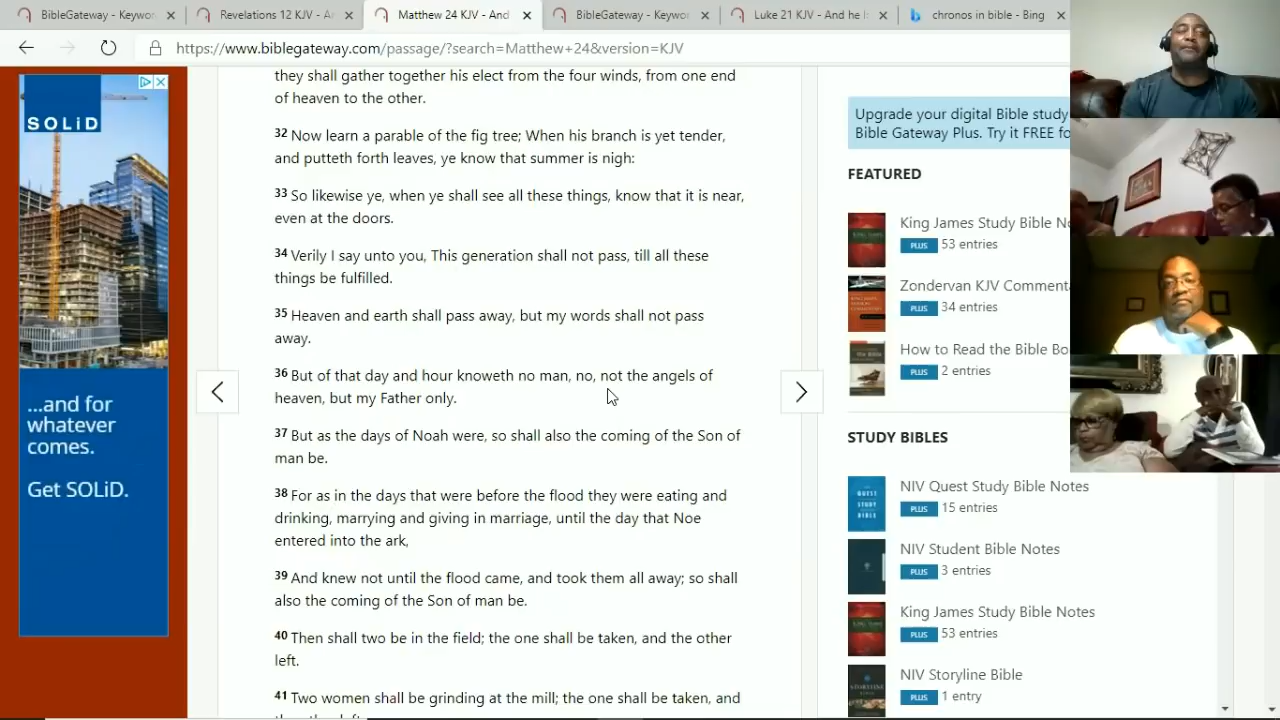 BibleGateway - Keywo
Revelations 12 KJV - A
Matthew 24 KJV - And
BibleGateway - Keywo
Luke 21 KJV - And he l
chronos in bible - Bing
https://www.biblegateway.com/passage/?search=Matthew+24&version=KJV
SOLiD
...and for
whatever
comes.
Get SOLiD.
they shall gather together his elect from the four winds, from one end
of heaven to the other.
32 Now learn a parable of the fig tree; When his branch is yet tender,
and putteth forth leaves, ye know that summer is nigh:
33 So likewise ye, when ye shall see all these things, know that it is near,
even at the doors.
34 Verily I say unto you, This generation shall not pass, till all these
things be fulfilled.
35 Heaven and earth shall pass away, but my words shall not pass
away.
36 But of that day and hour knoweth no man, no, not the angels of
heaven, but my Father only.
37 But as the days of Noah were, so shall also the coming of the Son of
man be.
38 For as in the days that were before the flood they were eating and
drinking, marrying and giving in marriage, until the day that Noe
entered into the ark,
39 And knew not until the flood came, and took them all away; so shall
also the coming of the Son of man be.
40 Then shall two be in the field; the one shall be taken, and the other
left.
41 Two women shall be grinding at the mill; the one shall be taken, and
Upgrade your digital Bible study
Bible Gateway Plus. Try it FREE fo
FEATURED
King James Study Bible No
PLUS 53 entries
Zondervan KJV Commenta
PLUS 34 entries
How to Read the Bible Bo
PLUS 2 entries
STUDY BIBLES
QUEST
STUDY
BIBLE
NIV Quest Study Bible Notes
PLUS 15 entries
NIV Student Bible Notes
PLUS 3 entries
King James Study Bible Notes
PLUS 53 entries
NIV Storyline Bible
PLUS 1 entry